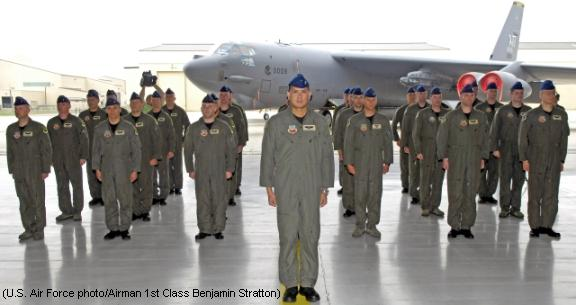 (U.S. Air Force photo/Airman 1st Class Benjamin Stratton)